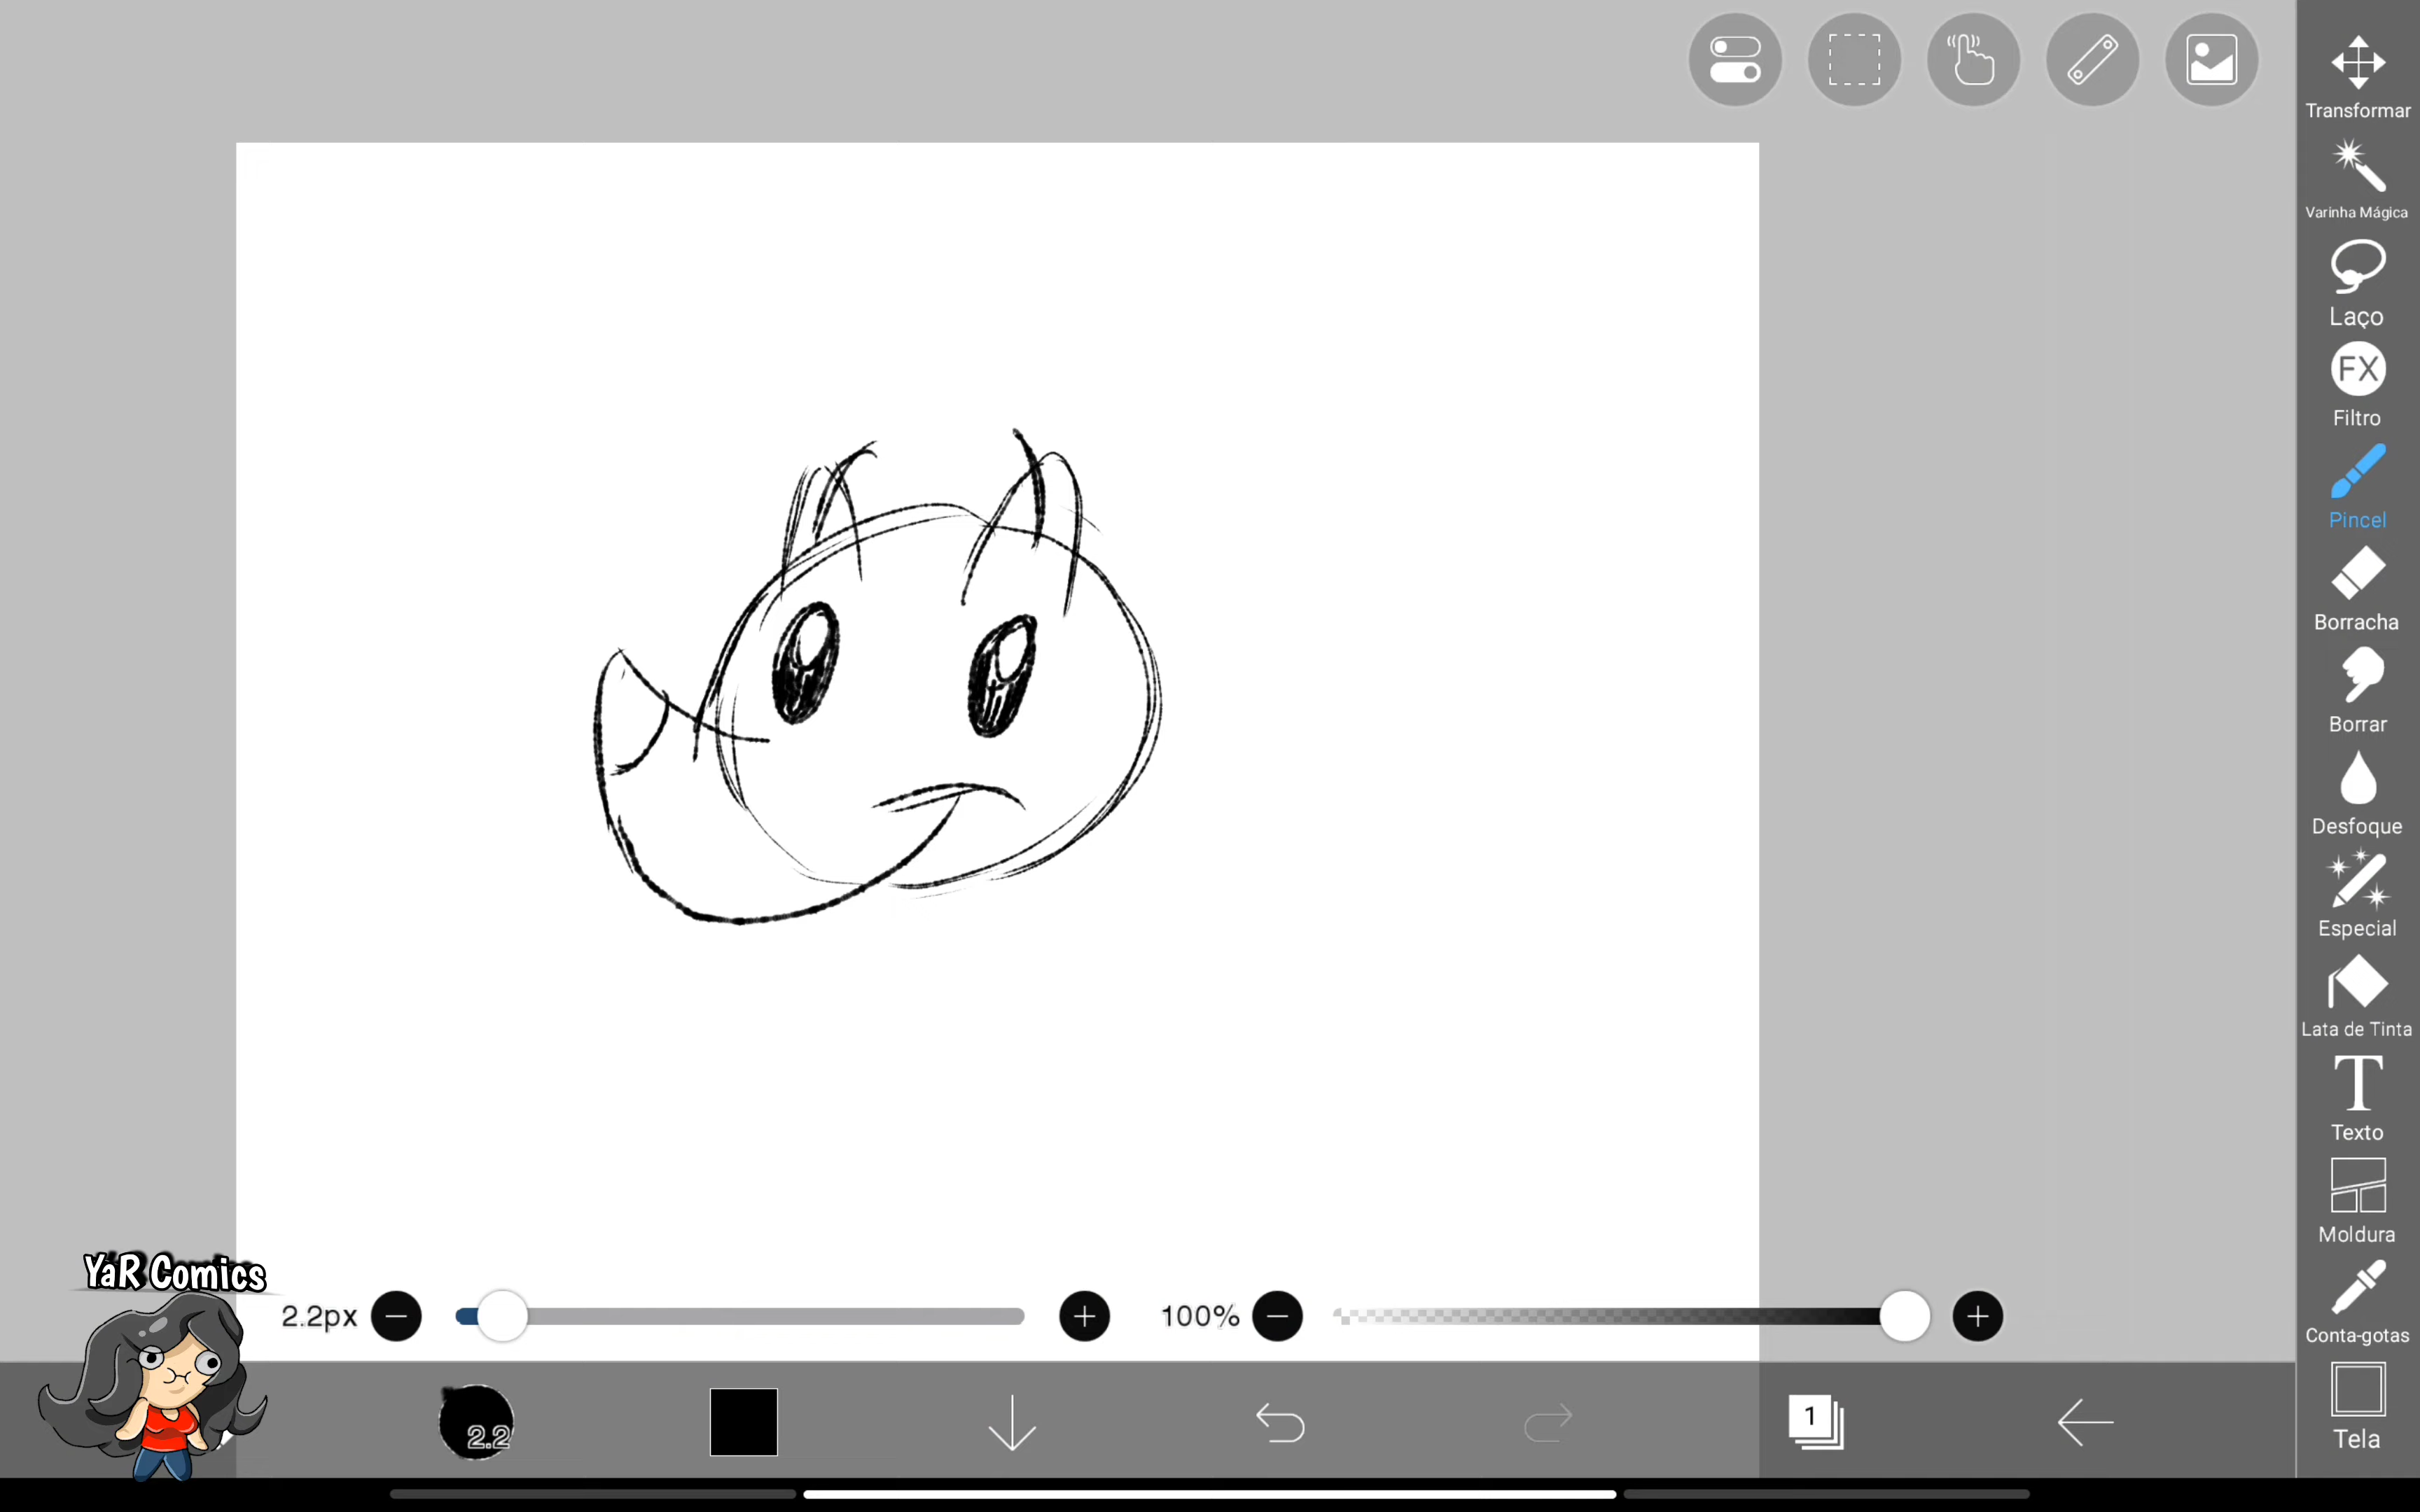 Transformar
Varinha Mágica
Laço
FX
Filtro
Pincel
Borracha
Borrar
Desfoque
Especial
Lata de Tinta
T
Texto
Moldura
Conta-gotas
Tela
YaR Comics
2.2px
100%
2.2
1